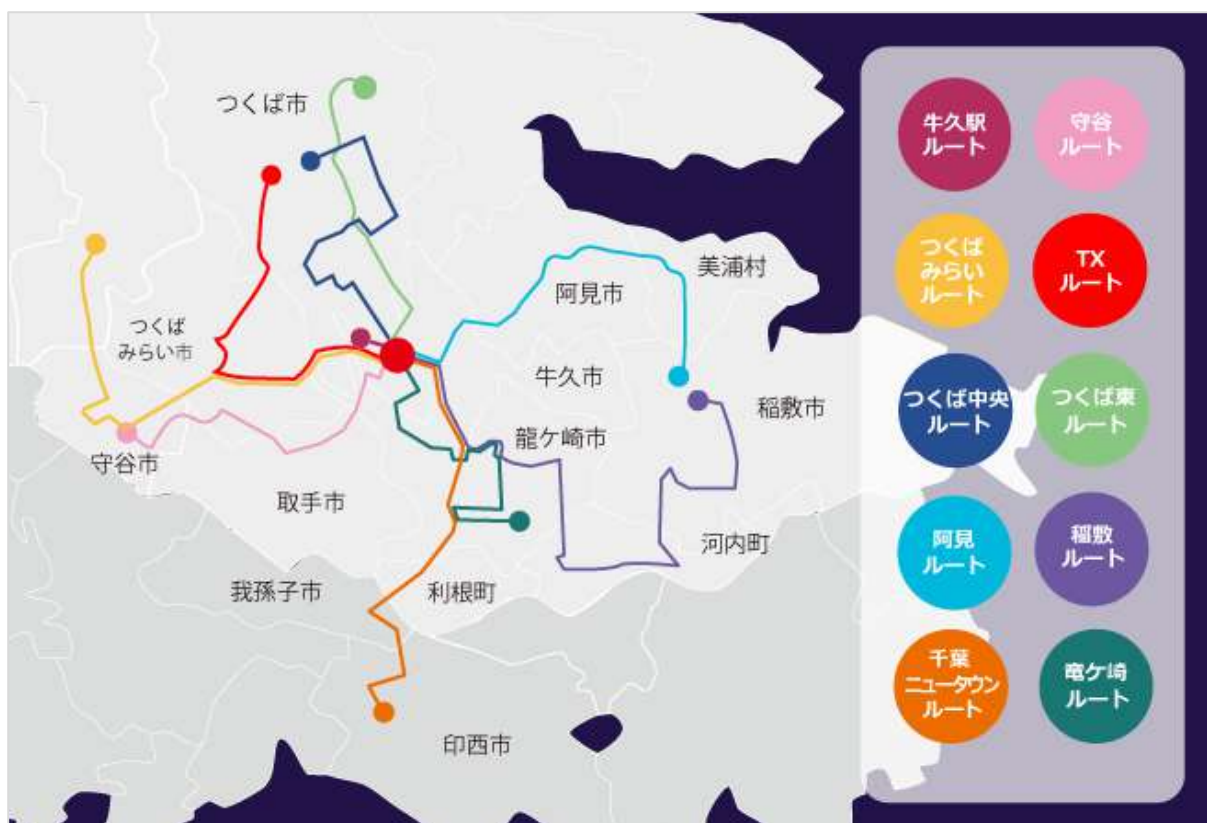 つくば市
美浦村
阿見市
つくば
みらい市
牛久市
稲敷市
龍ケ崎市
守谷市
取手市
河内町
我孫子市
利根町
印西市
牛久駅
ルート
守谷
ルート
つくば
みらい
ルート
TX
ルート
つくば中央
ルート
つくば東
ルート
阿見
ルート
稲敷
ルート
千葉
ニュータウン
ルート
竜ケ崎
ルート